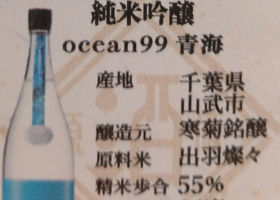 純米吟醸
occan99 青海
産地 千葉県
山武市
醸造元 寒菊銘醸
原料米 出羽燦々
精米歩合 55%